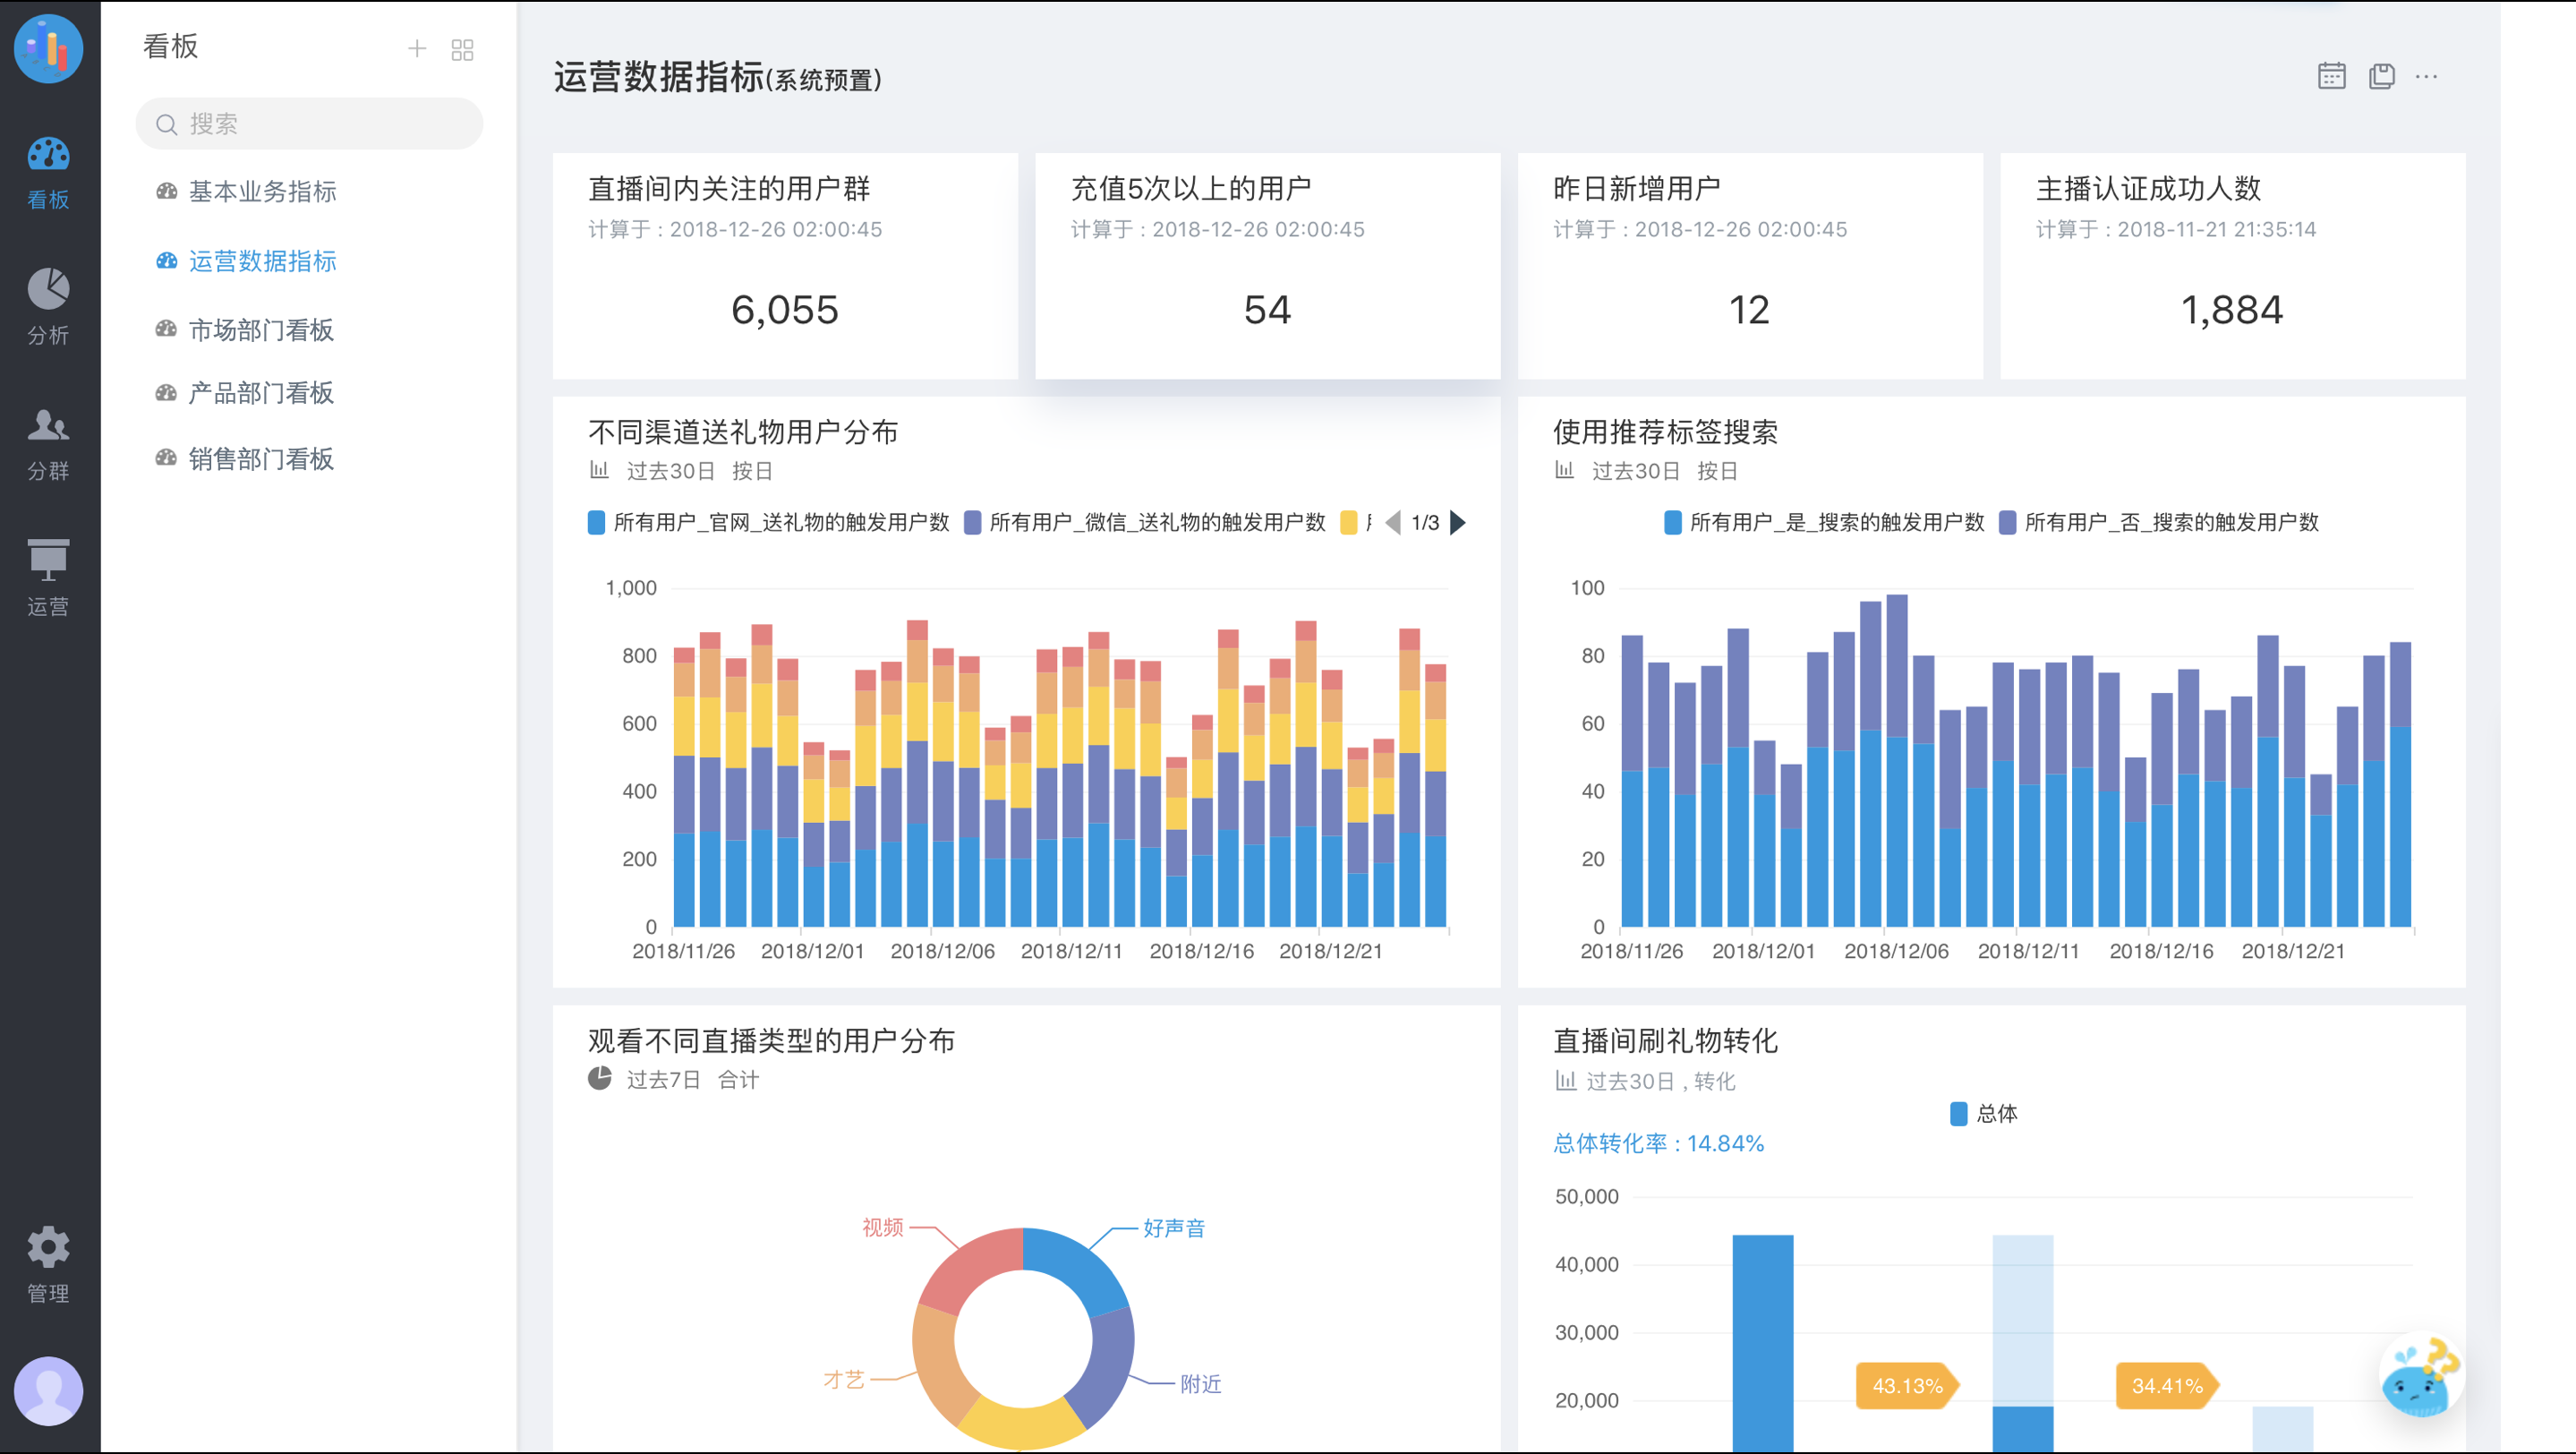 看板
搜索
基本业务指标
运营数据指标
市场部门看板
产品部门看板
销售部门看板
看板
分析
分群
运营
管理
运营数据指标(系统预置)
直播间内关注的用户群
计算于 : 2018-12-26 02:00:45
6,055
充值5次以上的用户
计算于 : 2018-12-26 02:00:45
54
昨日新增用户
计算于 : 2018-12-26 02:00:45
12
主播认证成功人数
计算于 : 2018-11-21 21:35:14
1,884
不同渠道送礼物用户分布
过去30日 按日
所有用户_官网_送礼物的触发用户数 所有用户_微信_送礼物的触发用户数 1/3
1,000
800
600
400
200
0
2018/11/26 2018/12/01 2018/12/06 2018/12/11 2018/12/16 2018/12/21
使用推荐标签搜索
过去30日 按日
所有用户_是_搜索的触发用户数 所有用户_否_搜索的触发用户数
100
80
60
40
20
0
2018/11/26 2018/12/01 2018/12/06 2018/12/11 2018/12/16 2018/12/21
观看不同直播类型的用户分布
过去7日 合计
视频 好声音
才艺 附近
直播间刷礼物转化
过去30日 , 转化
总体
总体转化率 : 14.84%
50,000
40,000
30,000
20,000
43.13% 34.41%
??